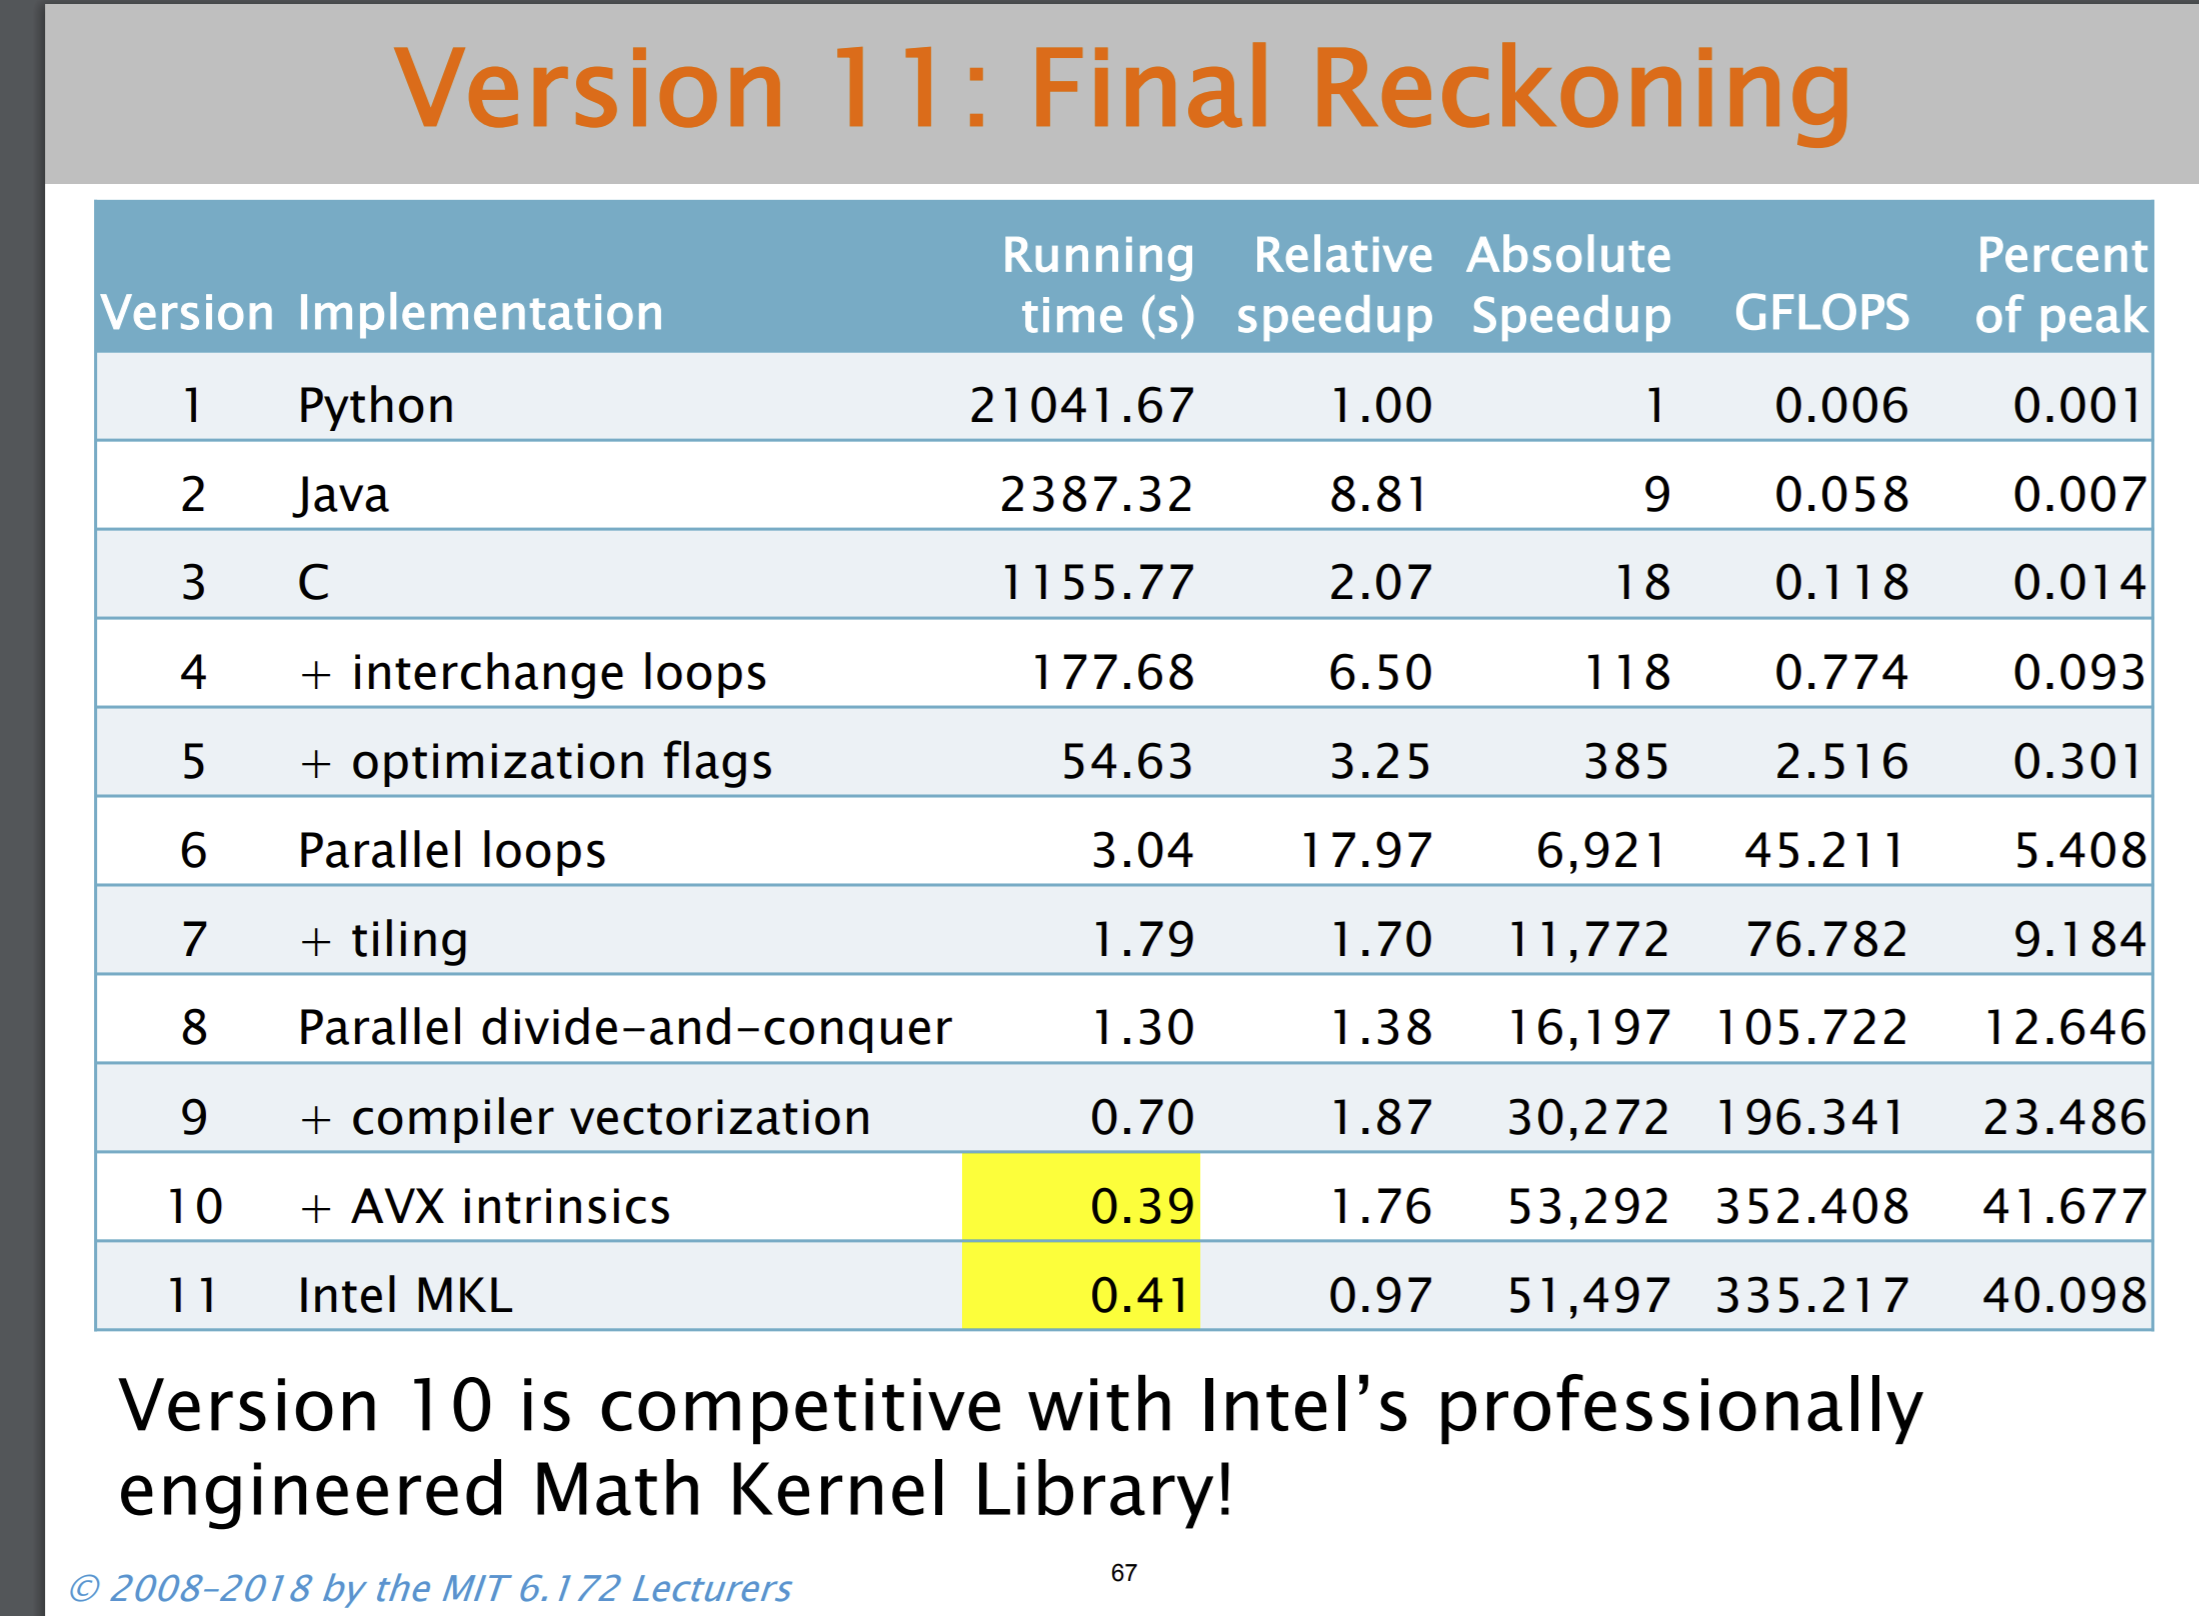 Version 11: Final Reckoning
Version Implementation Running time (s) Relative speedup Absolute Speedup GFLOPS Percent of peak
1 Python 21041.67 1.00 1 0.006 0.001
2 Java 2387.32 8.81 9 0.058 0.007
3 C 1155.77 2.07 18 0.118 0.014
4 + interchange loops 177.68 6.50 118 0.774 0.093
5 + optimization flags 54.63 3.25 385 2.516 0.301
6 Parallel loops 3.04 17.97 6,921 45.211 5.408
7 + tiling 1.79 1.70 11,772 76.782 9.184
8 Parallel divide-and-conquer 1.30 1.38 16,197 105.722 12.646
9 + compiler vectorization 0.70 1.87 30,272 196.341 23.486
10 + AVX intrinsics 0.39 1.76 53,292 352.408 41.677
11 Intel MKL 0.41 0.97 51,497 335.217 40.098
Version 10 is competitive with Intel’s professionally
engineered Math Kernel Library!
© 2008–2018 by the MIT 6.172 Lecturers
67